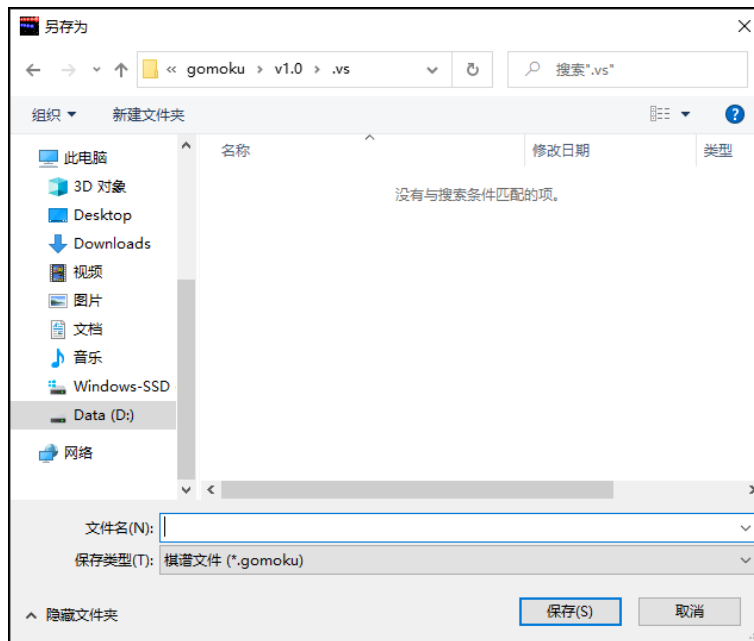 另存为
« gomoku › v1.0 › .vs
搜索".vs"
组织 新建文件夹
名称 修改日期 类型
没有与搜索条件匹配的项。
此电脑
3D 对象
Desktop
Downloads
视频
图片
文档
音乐
Windows-SSD
Data (D:)
网络
文件名(N):
保存类型(T): 棋谱文件 (*.gomoku)
隐藏文件夹 保存(S) 取消